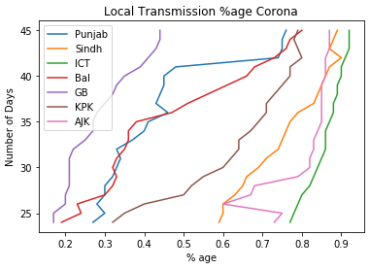 Local Transmission %age Corona
Number of Days
45
40
35
30
25
Punjab
Sindh
ICT
Bal
GB
KPK
AJK
0.2 0.3 0.4 0.5 0.6 0.7 0.8 0.9
% age